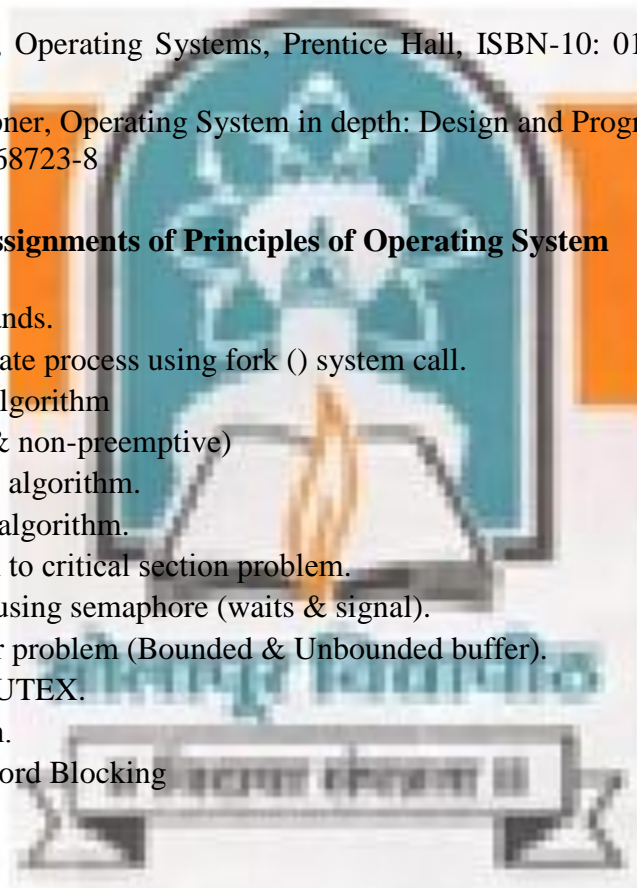 , Operating Systems, Prentice Hall, ISBN-10: 01
ner, Operating System in depth: Design and Progr
68723-8
ssignments of Principles of Operating System
nds.
ate process using fork () system call.
lgorithm
& non-preemptive)
algorithm.
algorithm.
to critical section problem.
using semaphore (waits & signal).
problem (Bounded & Unbounded buffer).
UTEX.
.
ord Blocking